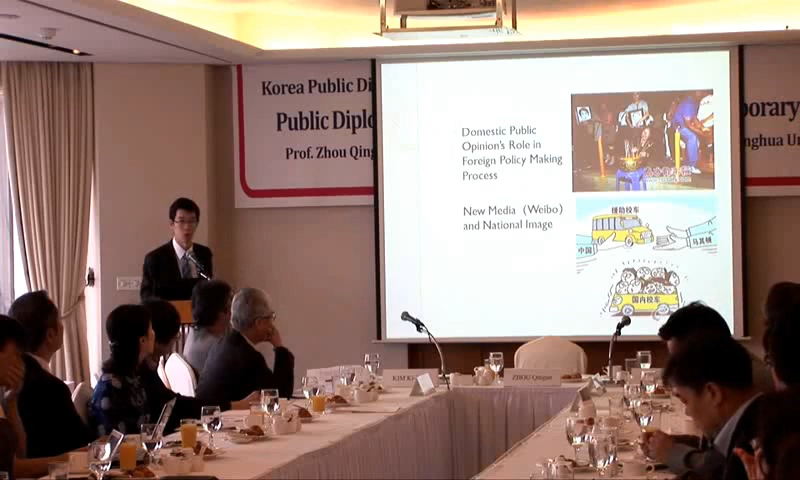 Korea Public Di
Public Diplo
Prof. Zhou Qing
porary
nghua Un
Domestic Public
Opinion's Role in
Foreign Policy Making
Process
New Media (Weibo)
and National Image
援助校车
中国
马其顿
国内校车
KIM
ZHOU Qingan